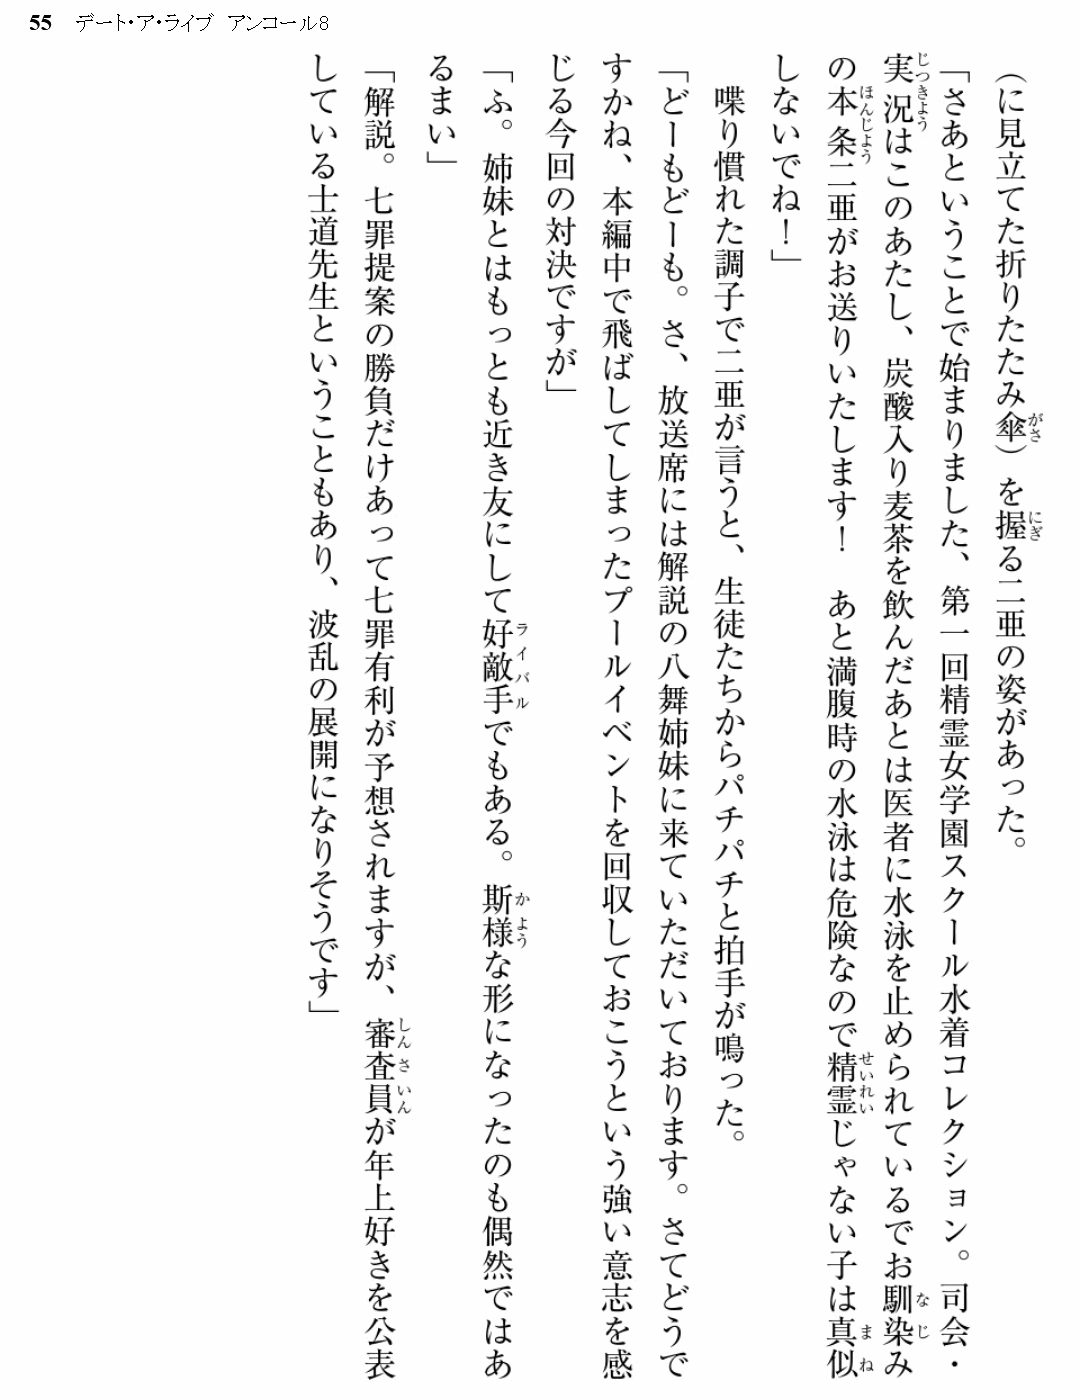 55 デート・ア・ライブ アンコール8
（に見立てた折りたたみ傘）を握る二亜の姿があった。
「さあということで始まりました、第一回精霊女学園スクール水着コレクション。司会・
実況はこのあたし、炭酸入り麦茶を飲んだあとは医者に水泳を止められているでお馴染み
の本条二亜がお送りいたします！　あと満腹時の水泳は危険なので精霊じゃない子は真似
しないでね！」
喋り慣れた調子で二亜が言うと、生徒たちからパチパチと拍手が鳴った。
「どーもどーも。さ、放送席には解説の八舞姉妹に来ていただいております。さてどうで
すかね、本編中で飛ばしてしまったプールイベントを回収しておこうという強い意志を感
じる今回の対決ですが」
「ふ。姉妹とはもっとも近き友にして好敵手でもある。斯様な形になったのも偶然ではあ
るまい」
「解説。七罪提案の勝負だけあって七罪有利が予想されますが、審査員が年上好きを公表
している士道先生ということもあり、波乱の展開になりそうです」